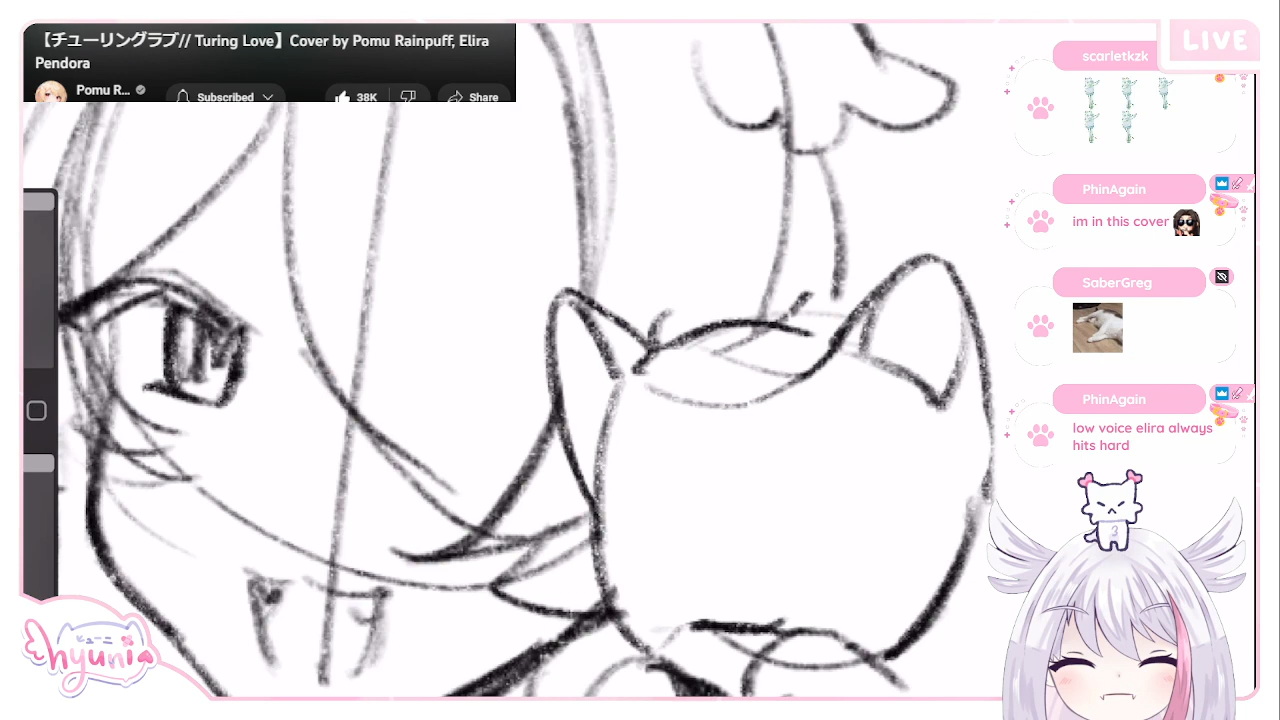 【チューリングラブ// Turing Love】Cover by Pomu Rainpuff, Elira
Pendora
Pomu R...
Subscribed
38K
Share
LIVE
scarletkzk
PhinAgain
im in this cover
SaberGreg
PhinAgain
low voice elira always
hits hard
3
ヒューニ
hyunia